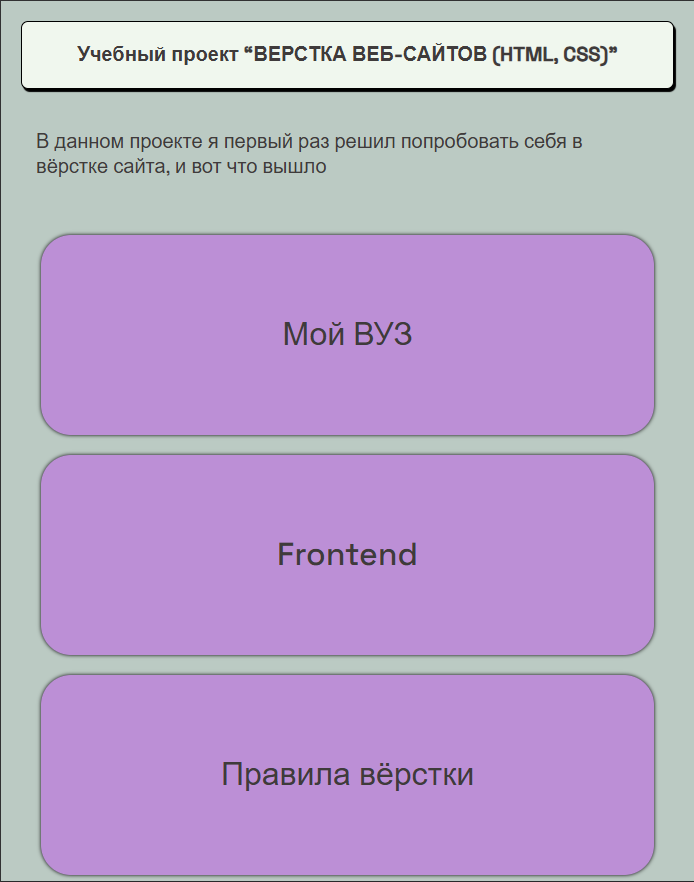 Учебный проект “ВЕРСТКА ВЕБ-САЙТОВ (HTML, CSS)”
В данном проекте я первый раз решил попробовать себя в
вёрстке сайта, и вот что вышло
Мой ВУЗ
Frontend
Правила вёрстки